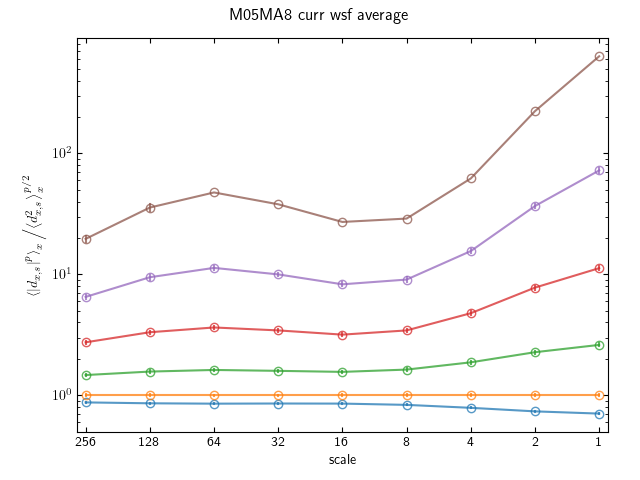 M05MA8 curr wsf average
⟨|d_{x,s}|^p⟩_x / ⟨d^2_{x,s}⟩_x^{p/2}
10^2
10^1
10^0
256 128 64 32 16 8 4 2 1
scale